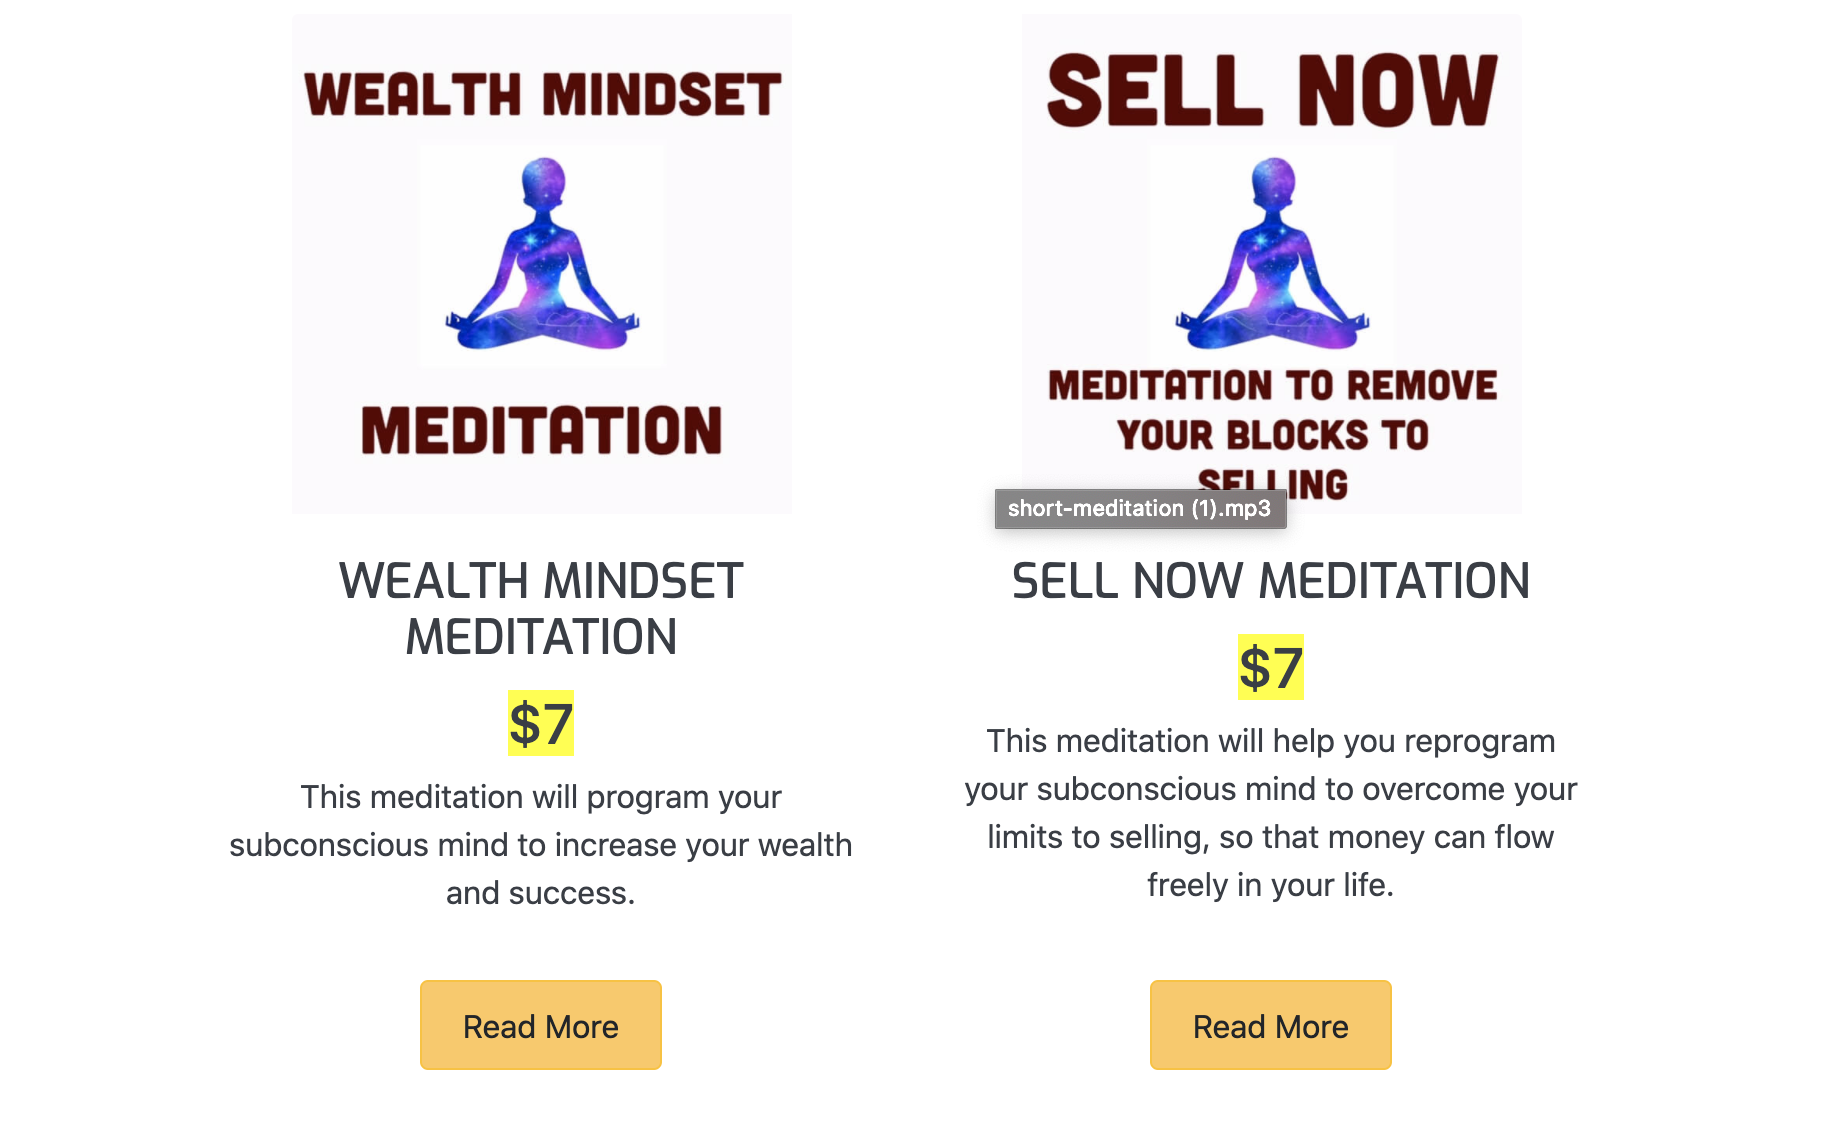 WEALTH MINDSET
MEDITATION
WEALTH MINDSET
MEDITATION
$7
This meditation will program your
subconscious mind to increase your wealth
and success.
Read More
SELL NOW
MEDITATION TO REMOVE
YOUR BLOCKS TO
SELLING
short-meditation (1).mp3
SELL NOW MEDITATION
$7
This meditation will help you reprogram
your subconscious mind to overcome your
limits to selling, so that money can flow
freely in your life.
Read More